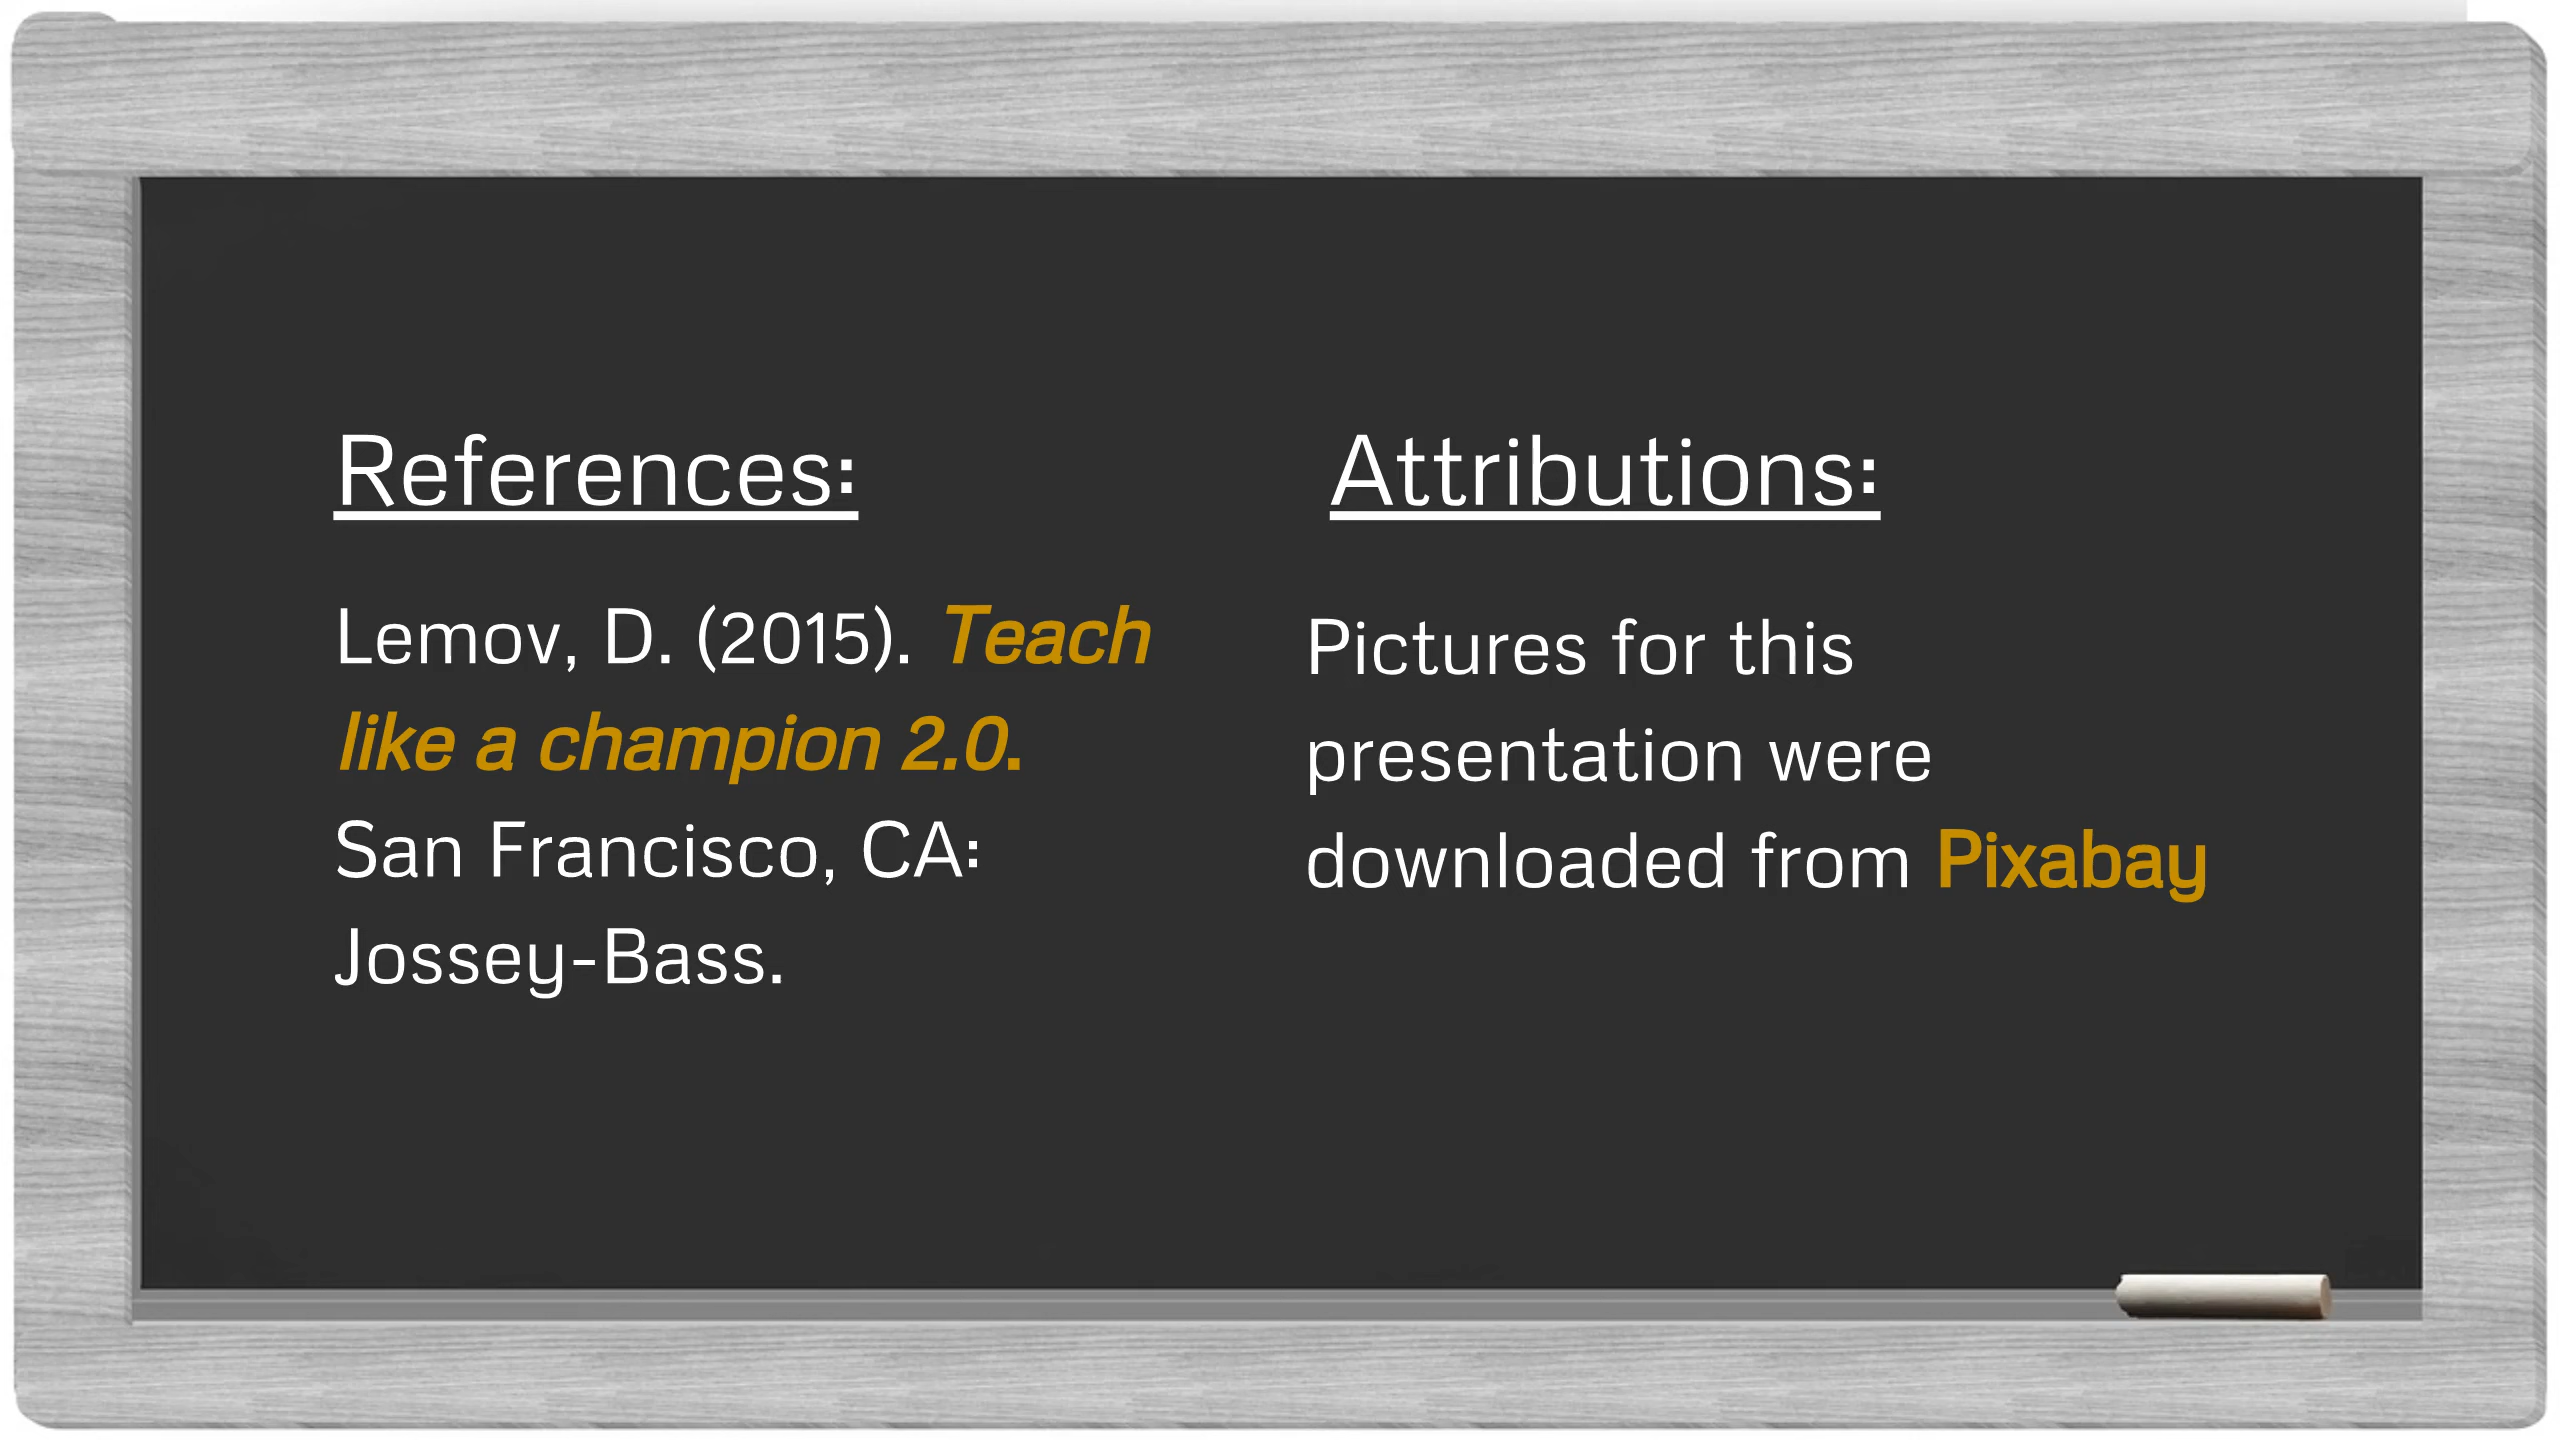 References:
Lemov, D. (2015). Teach
like a champion 2.0.
San Francisco, CA:
Jossey-Bass.
Attributions:
Pictures for this
presentation were
downloaded from Pixabay